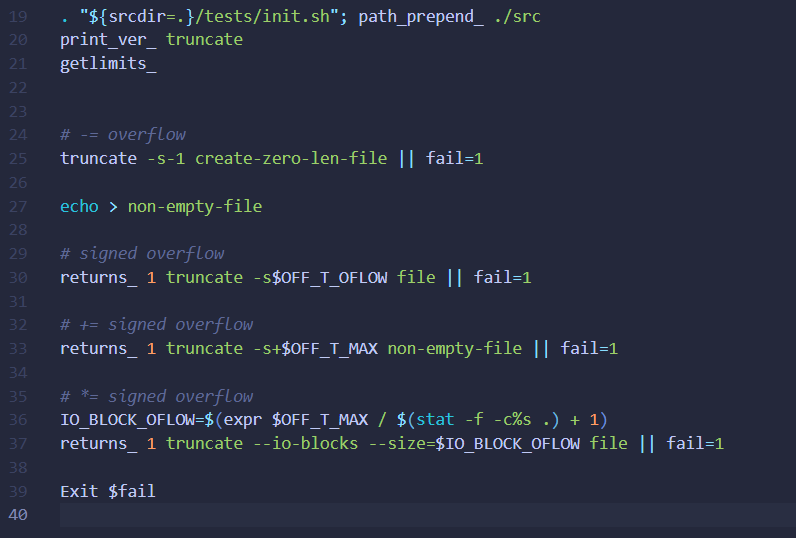 19 . "${srcdir=.}/tests/init.sh"; path_prepend_ ./src
20 print_ver_ truncate
21 getlimits_
22
23
24 # -= overflow
25 truncate -s-1 create-zero-len-file || fail=1
26
27 echo > non-empty-file
28
29 # signed overflow
30 returns_ 1 truncate -s$OFF_T_OFLOW file || fail=1
31
32 # += signed overflow
33 returns_ 1 truncate -s+$OFF_T_MAX non-empty-file || fail=1
34
35 # *= signed overflow
36 IO_BLOCK_OFLOW=$(expr $OFF_T_MAX / $(stat -f -c%s .) + 1)
37 returns_ 1 truncate --io-blocks --size=$IO_BLOCK_OFLOW file || fail=1
38
39 Exit $fail
40